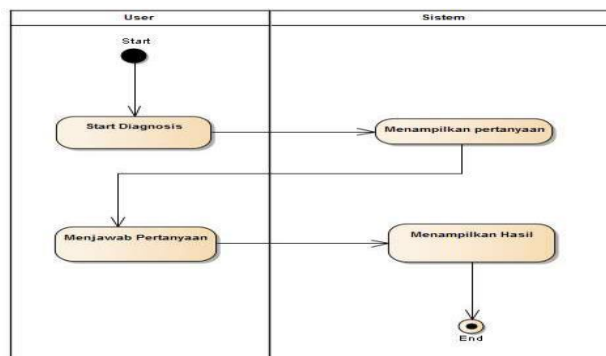 User
Sistem
Start
Start Diagnosis
Menampilkan pertanyaan
Menjawab Pertanyaan
Menampilkan Hasil
End